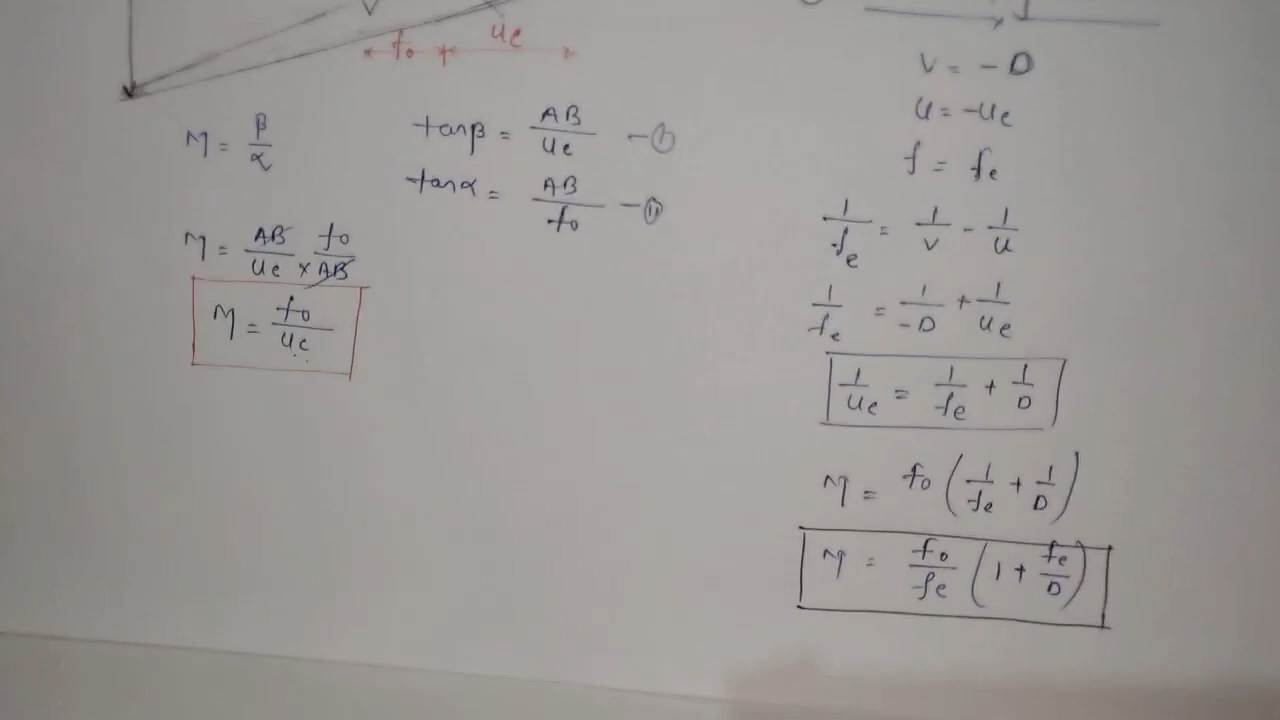 fo ue
M = β/α
tanβ = AB/ue — (I)
tanα = AB/fo — (II)
M = AB/ue × fo/AB
M = fo/ue
V = - D
u = -ue
f = fe
1/fe = 1/V - 1/u
1/fe = 1/-D + 1/ue
1/ue = 1/fe + 1/D
M = fo (1/fe + 1/D)
M = fo/fe (1 + fe/D)